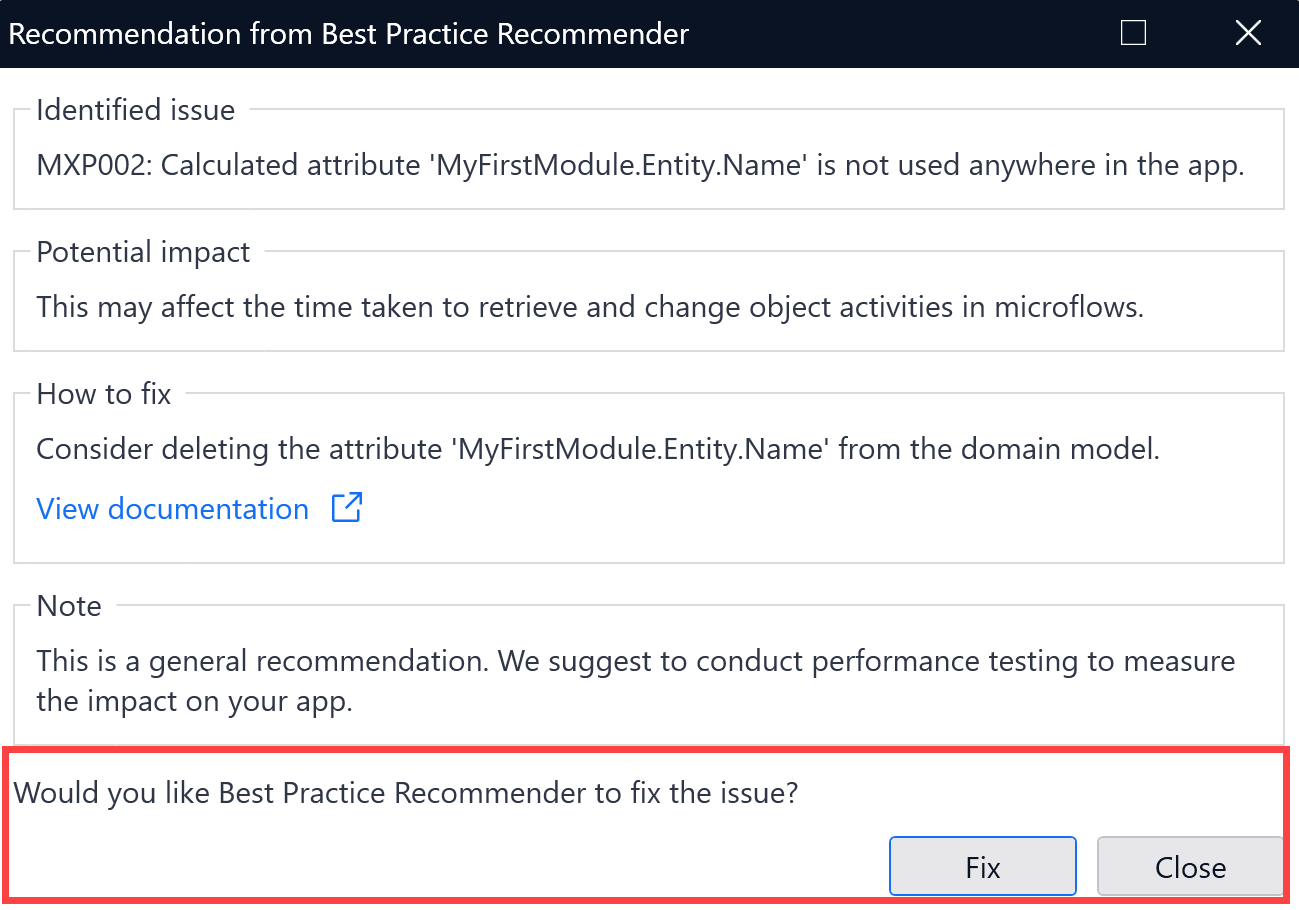 Recommendation from Best Practice Recommender
Identified issue
MXP002: Calculated attribute 'MyFirstModule.Entity.Name' is not used anywhere in the app.
Potential impact
This may affect the time taken to retrieve and change object activities in microflows.
How to fix
Consider deleting the attribute 'MyFirstModule.Entity.Name' from the domain model.
View documentation
Note
This is a general recommendation. We suggest to conduct performance testing to measure
the impact on your app.
Would you like Best Practice Recommender to fix the issue?
Fix
Close